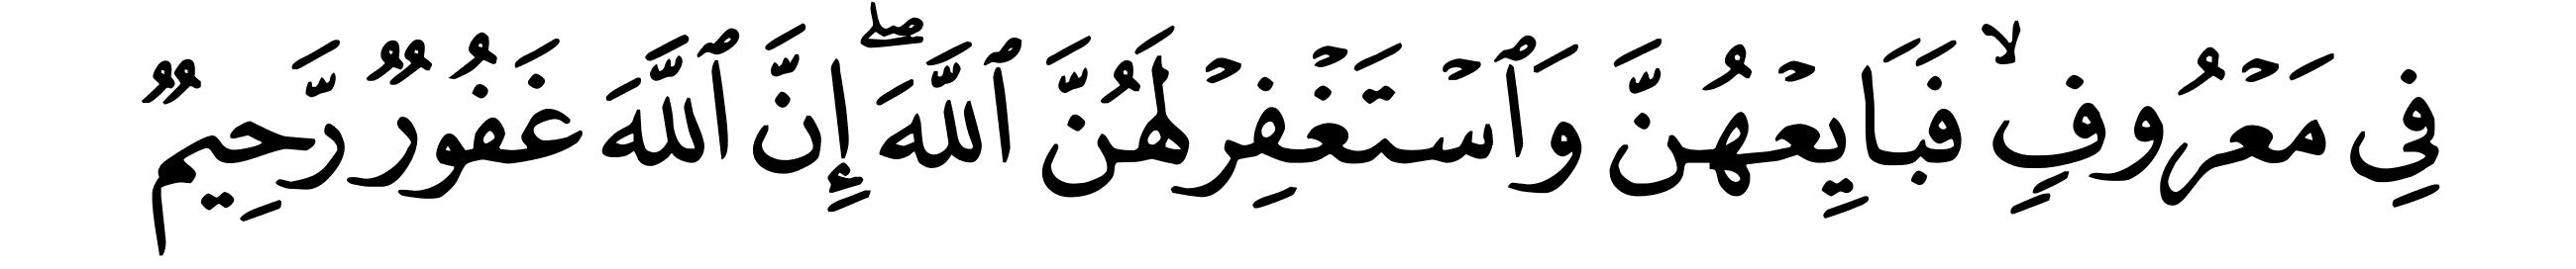 فِي مَعۡرُوفٖ فَبَايِعۡهُنَّ وَٱسۡتَغۡفِرۡ لَهُنَّ ٱللَّهَۖ إِنَّ ٱللَّهَ غَفُورٞ رَّحِيمٞ